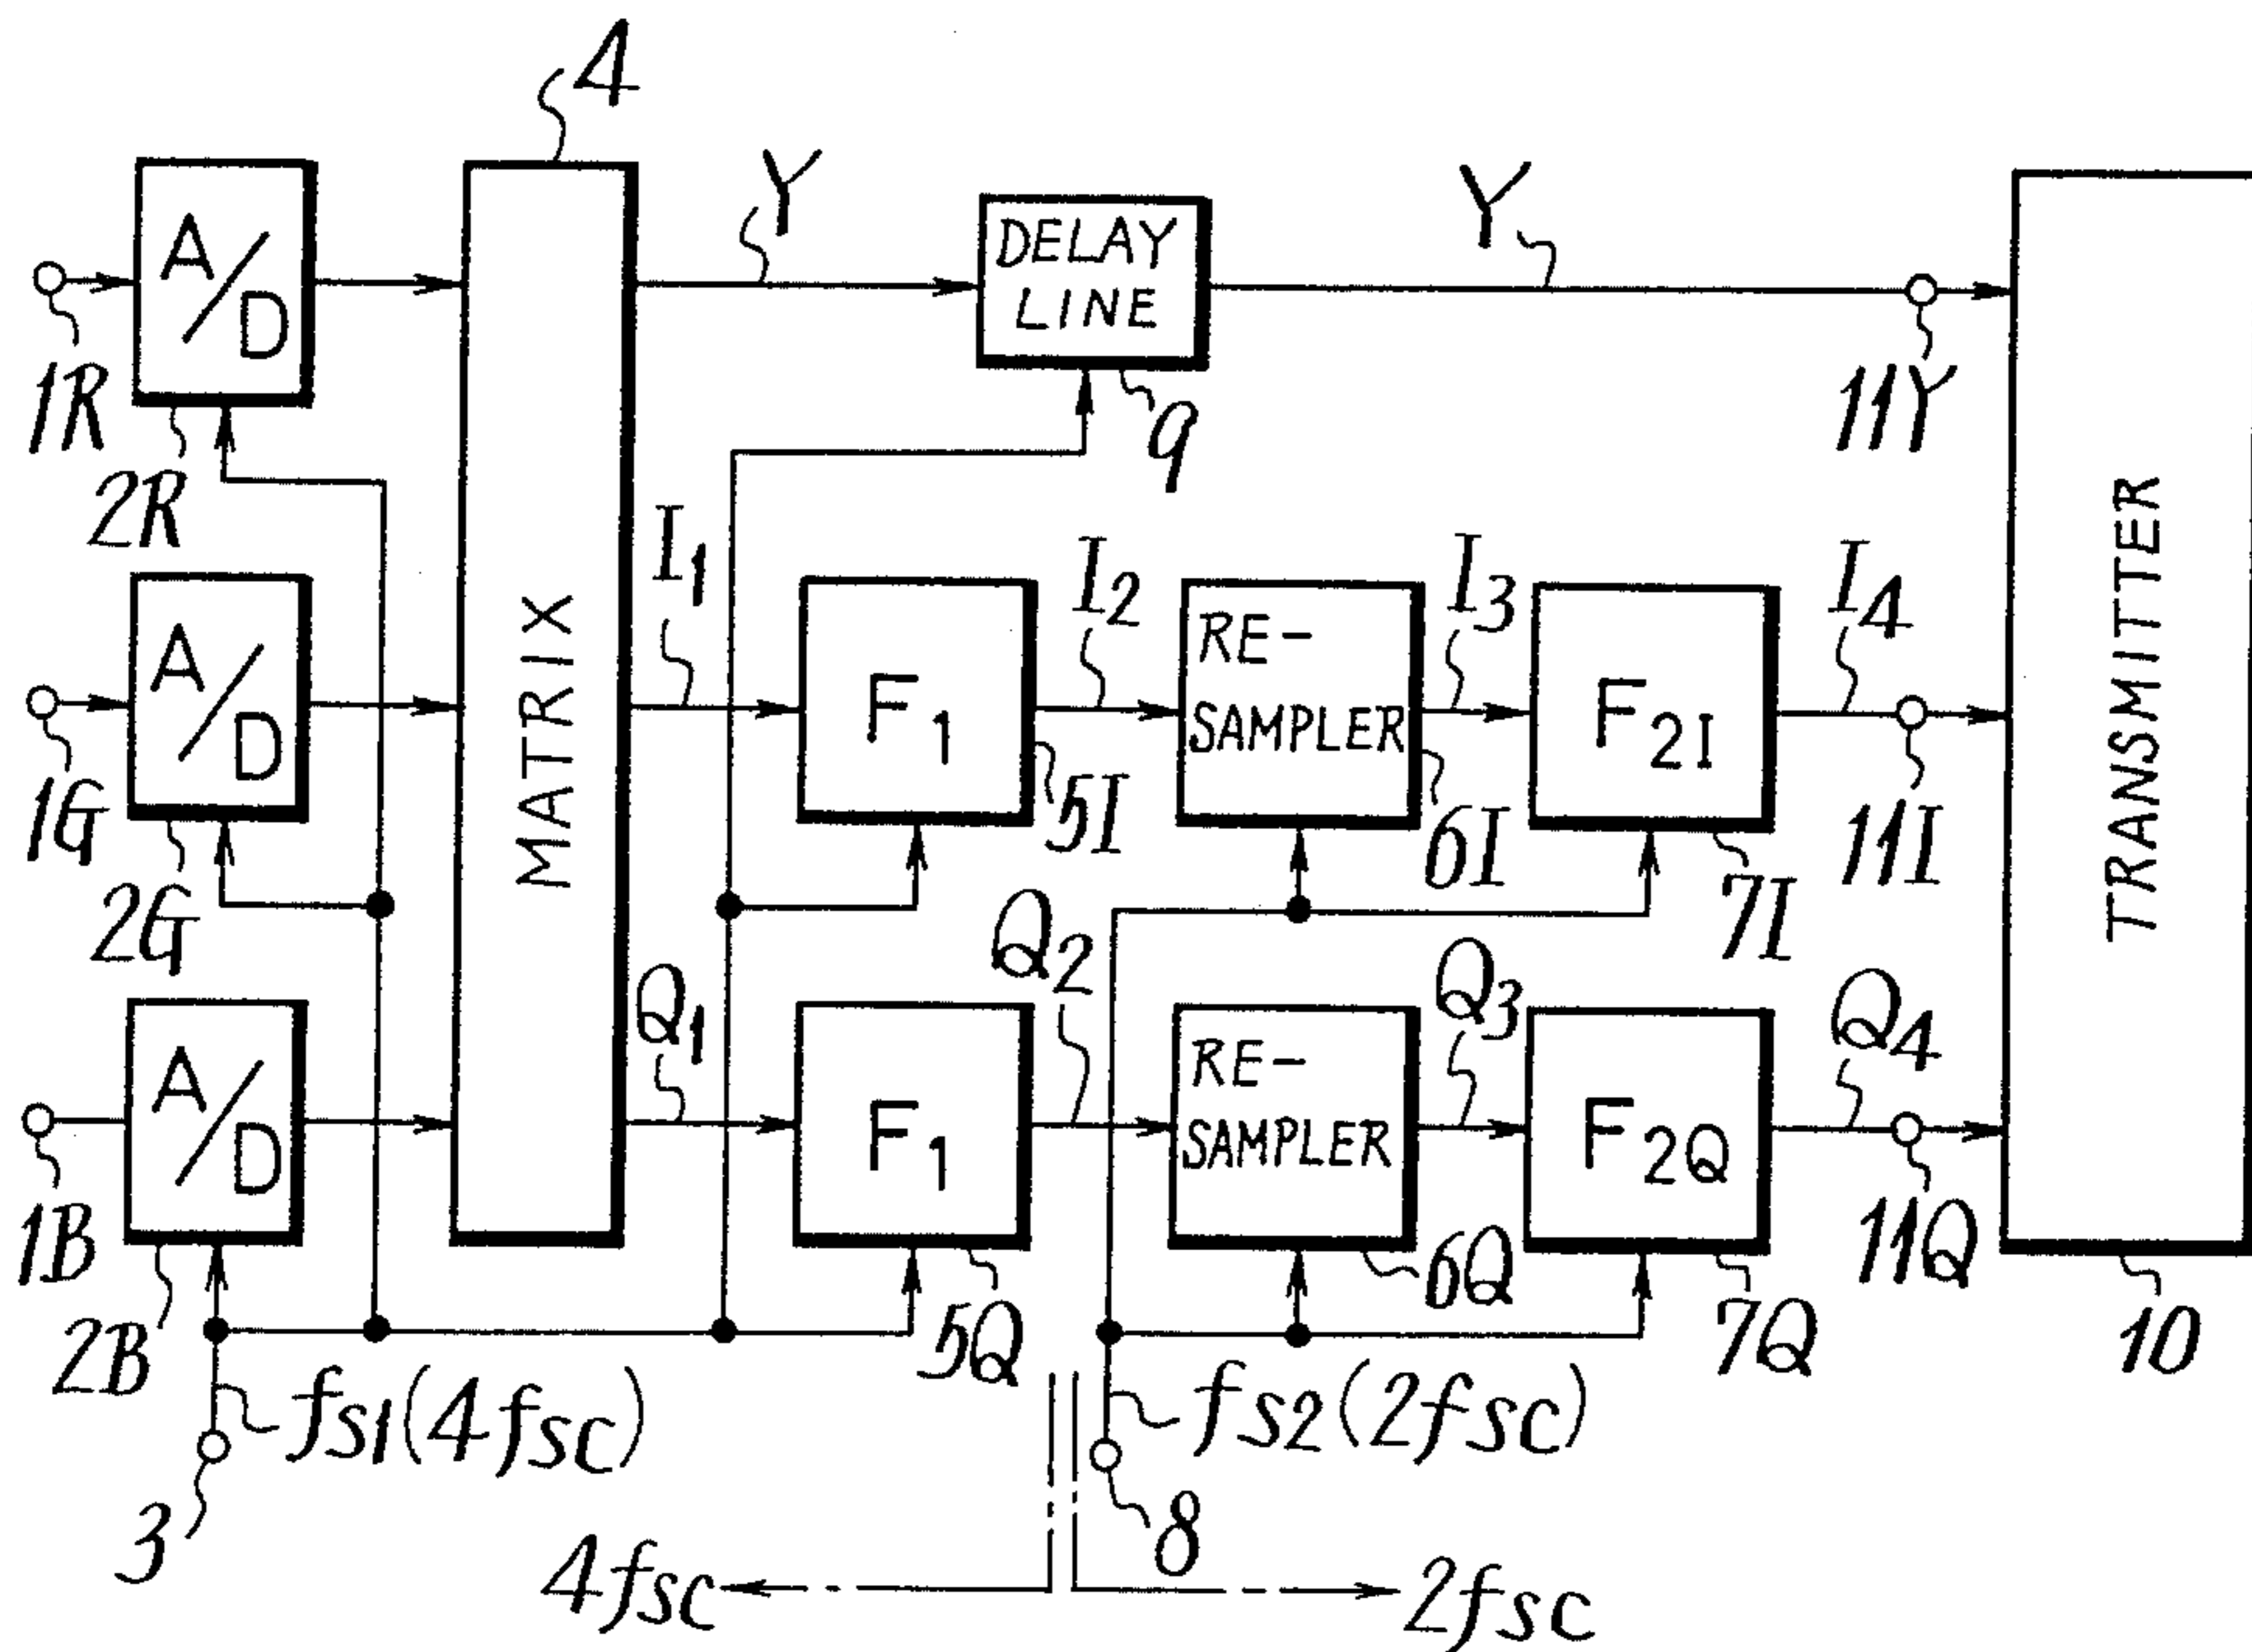 4
A/D
Y
DELAY
LINE
Y
1R
2R
9
11Y
A/D
MATRIX
I1
F1
I2
RE-
SAMPLER
I3
F2I
I4
TRANSMITTER
1G
2G
5I
6I
7I
11I
A/D
Q1
F1
Q2
RE-
SAMPLER
Q3
F2Q
Q4
1B
2B
5Q
6Q
7Q
11Q
10
fS1(4fSC)
fS2(2fSC)
3
8
4fSC
2fSC